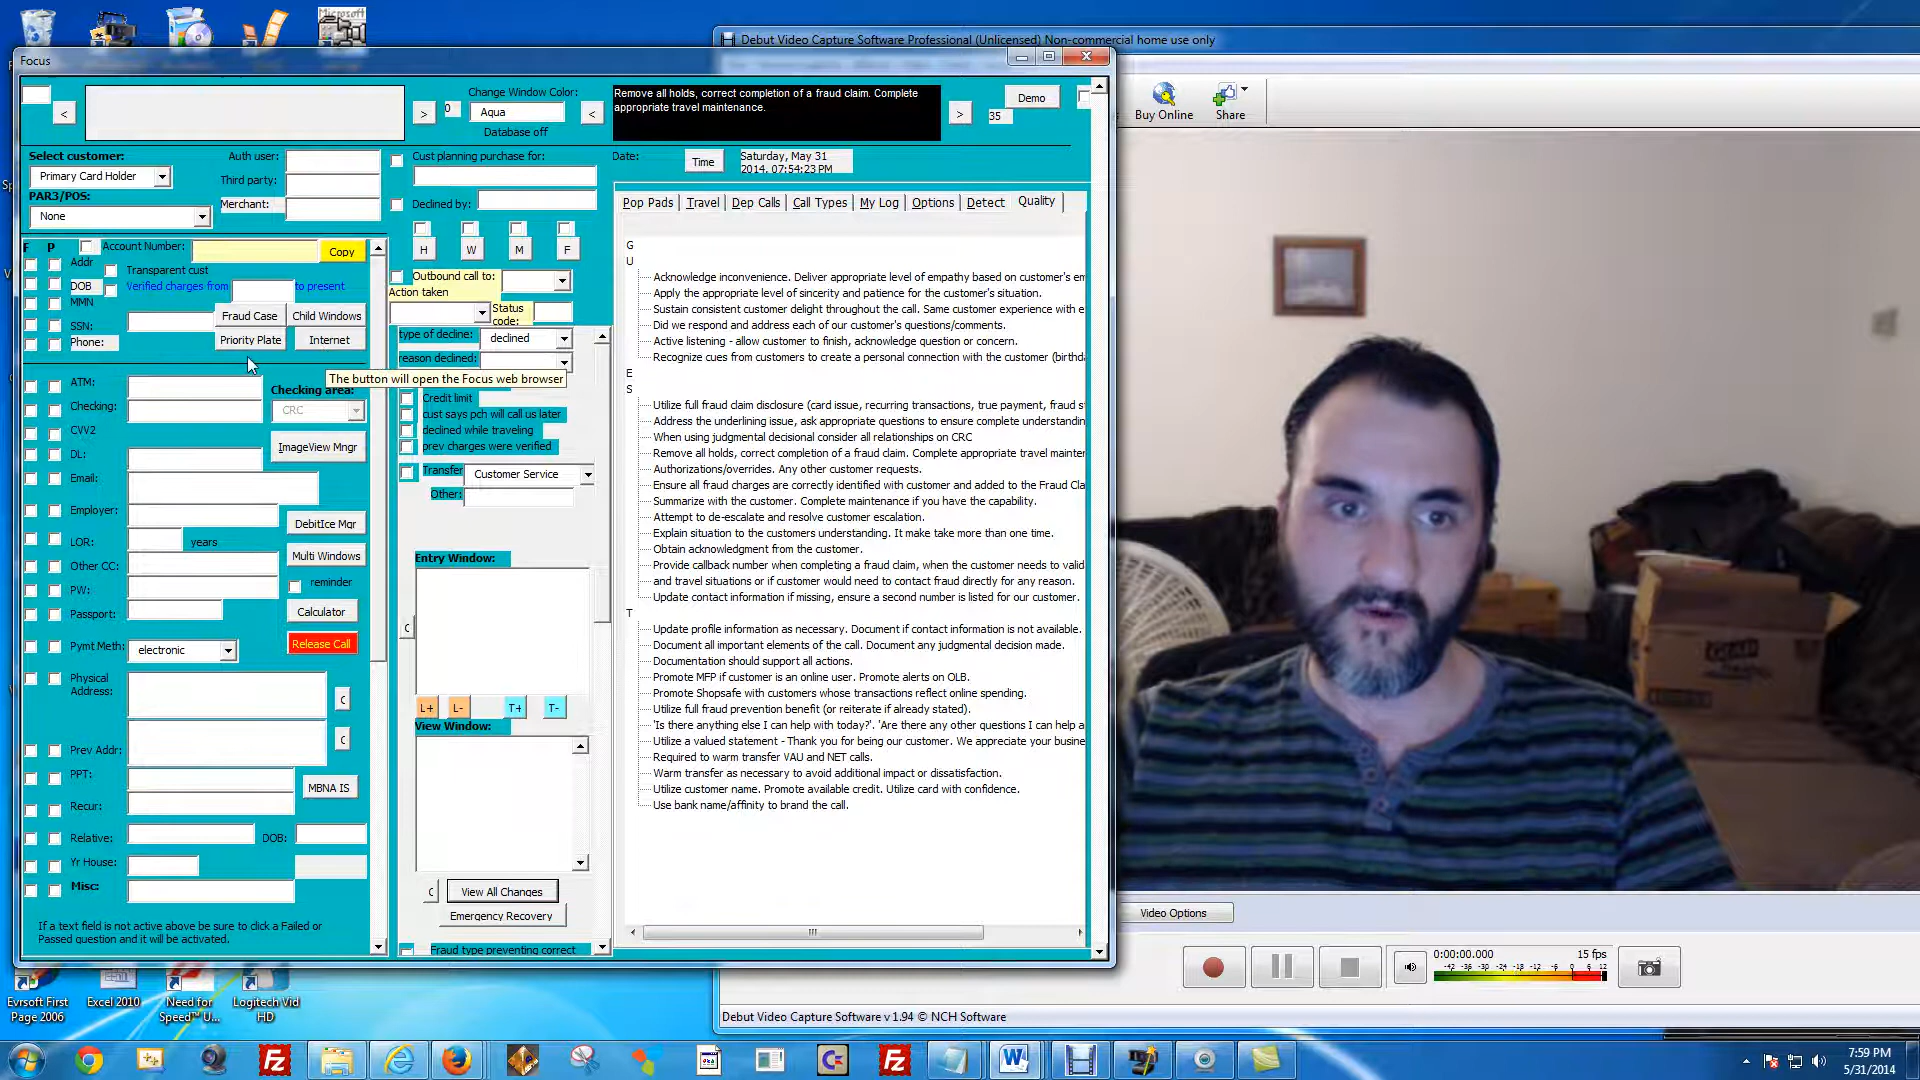 Microsoft
Debut Video Capture Software Professional (Unlicensed) Non-commercial home use only
Focus
<
>
0
Change Window Color:
Aqua
Database off
<
Remove all holds, correct completion of a fraud claim. Complete
appropriate travel maintenance.
>
Demo
35
Buy Online
Share
Select customer:
Primary Card Holder
PAR3/POS:
None
Auth user:
Third party:
Merchant:
Cust planning purchase for:
Declined by:
Date:
Time
Saturday, May 31
2014. 07:54:23 PM
Pop Pads
Travel
Dep Calls
Call Types
My Log
Options
Detect
Quality
H
W
M
F
F P
Account Number:
Copy
Addr
Transparent cust
DOB
Verified charges from
to present
MMN
SSN:
Fraud Case
Child Windows
Phone:
Priority Plate
Internet
The button will open the Focus web browser
Outbound call to:
Action taken
Status
code:
type of decline:
declined
reason declined:
Credit limit
cust says pch will call us later
declined while traveling
prev charges were verified
Transfer
Customer Service
Other:
ATM:
Checking area:
Checking:
CRC
CVV2
DL:
ImageView Mngr
Email:
Employer:
DebitIce Mgr
LOR:
years
Other CC:
Multi Windows
reminder
PW:
Passport:
Calculator
Pymt Meth:
electronic
Release Call
Physical
Address:
C
Prev Addr:
C
PPT:
MBNA IS
Recur:
Relative:
DOB:
Yr House:
Misc:
If a text field is not active above be sure to click a Failed or
Passed question and it will be activated.
Entry Window:
C
L+
L-
T+
T-
View Window:
C
View All Changes
Emergency Recovery
Fraud type preventing correct
G
U
Acknowledge inconvenience. Deliver appropriate level of empathy based on customer's en
Apply the appropriate level of sincerity and patience for the customer's situation.
Sustain consistent customer delight throughout the call. Same customer experience with e
Did we respond and address each of our customer's questions/comments.
Active listening - allow customer to finish, acknowledge question or concern.
Recognize cues from customers to create a personal connection with the customer (birthda
E
S
Utilize full fraud claim disclosure (card issue, recurring transactions, true payment, fraud st
Address the underlining issue, ask appropriate questions to ensure complete understandin
When using judgmental decisional consider all relationships on CRC
Remove all holds, correct completion of a fraud claim. Complete appropriate travel mainter
Authorizations/overrides. Any other customer requests.
Ensure all fraud charges are correctly identified with customer and added to the Fraud Cla
Summarize with the customer. Complete maintenance if you have the capability.
Attempt to de-escalate and resolve customer escalation.
Explain situation to the customers understanding. It make take more than one time.
Obtain acknowledgment from the customer.
Provide callback number when completing a fraud claim, when the customer needs to valid
and travel situations or if customer would need to contact fraud directly for any reason.
Update contact information if missing, ensure a second number is listed for our customer.
T
Update profile information as necessary. Document if contact information is not available.
Document all important elements of the call. Document any judgmental decision made.
Documentation should support all actions.
Promote MFP if customer is an online user. Promote alerts on OLB.
Promote Shopsafe with customers whose transactions reflect online spending.
Utilize full fraud prevention benefit (or reiterate if already stated).
'Is there anything else I can help with today?'. 'Are there any other questions I can help a
Utilize a valued statement - Thank you for being our customer. We appreciate your busine
Required to warm transfer VAU and NET calls.
Warm transfer as necessary to avoid additional impact or dissatisfaction.
Utilize customer name. Promote available credit. Utilize card with confidence.
Use bank name/affinity to brand the call.
Video Options
0:00:00.000
15 fps
-42 -36 -30 -24 -18 -12 -6 0 6 12
Debut Video Capture Software v 1.94 © NCH Software
Evrsoft First
Page 2006
Excel 2010
Need for
Speed™ U...
Logitech Vid
HD
7:59 PM
5/31/2014